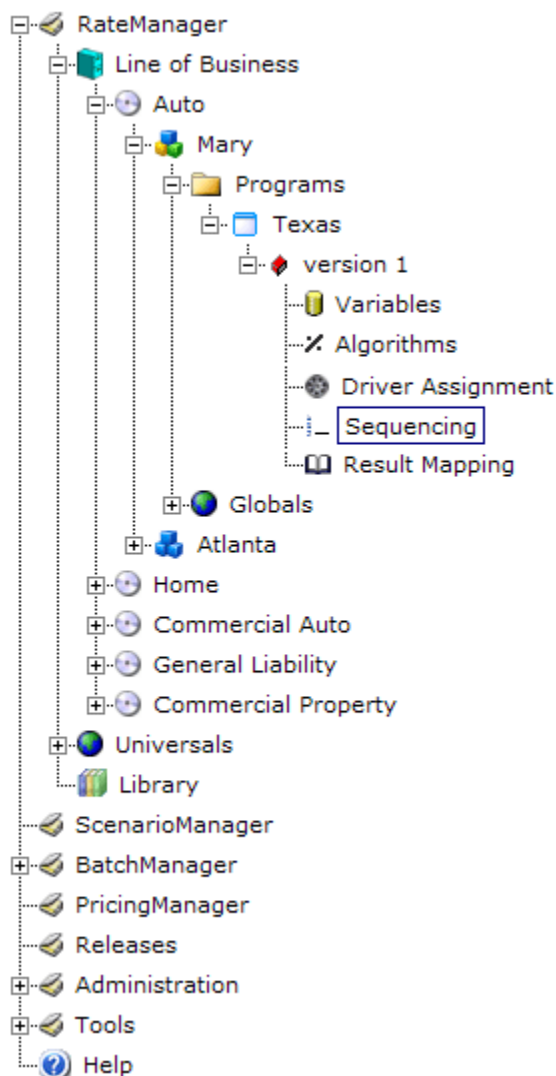 RateManager
Line of Business
Auto
Mary
Programs
Texas
version 1
Variables
Algorithms
Driver Assignment
Sequencing
Result Mapping
Globals
Atlanta
Home
Commercial Auto
General Liability
Commercial Property
Universals
Library
ScenarioManager
BatchManager
PricingManager
Releases
Administration
Tools
Help